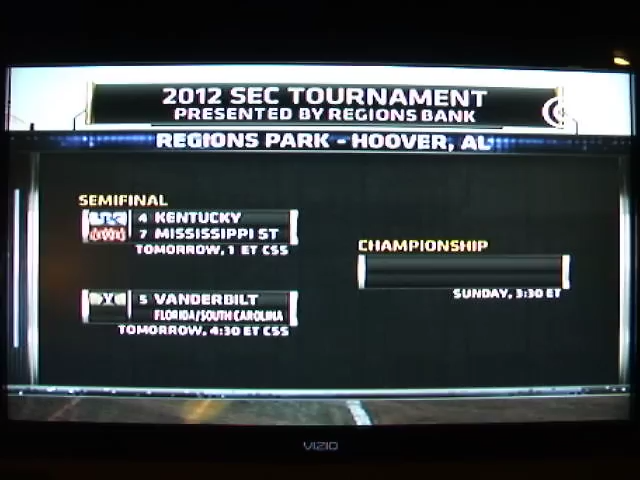 2012 SEC TOURNAMENT
PRESENTED BY REGIONS BANK
REGIONS PARK - HOOVER, AL
SEMIFINAL
4 KENTUCKY
7 MISSISSIPPI ST
TOMORROW, 1 ET CSS
CHAMPIONSHIP
SUNDAY, 3:30 ET
5 VANDERBILT
FLORIDA/SOUTH CAROLINA
TOMORROW, 4:30 ET CSS
VIZIO